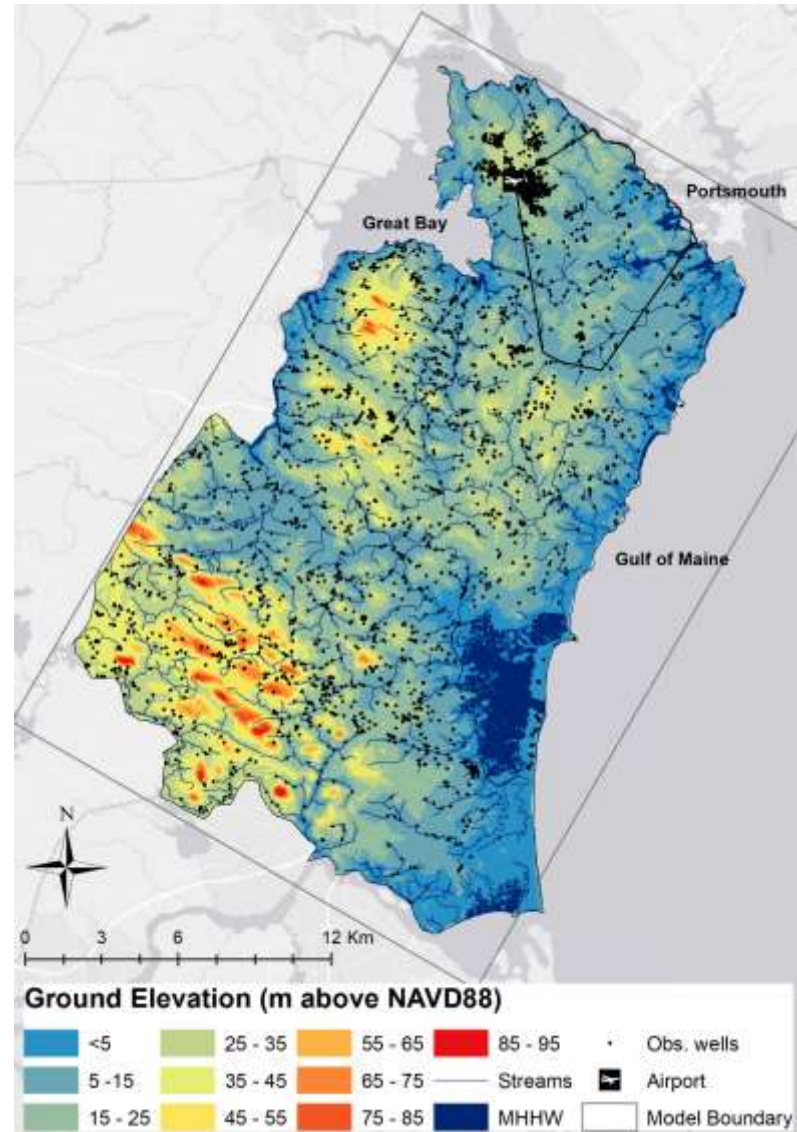 Portsmouth
Great Bay
Gulf of Maine
N
0 3 6 12 Km
Ground Elevation (m above NAVD88)
<5 25 - 35 55 - 65 85 - 95 Obs. wells
5 -15 35 - 45 65 - 75 Streams Airport
15 - 25 45 - 55 75 - 85 MHHW Model Boundary